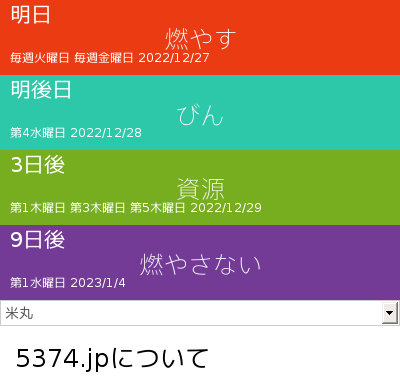 明日
燃やす
毎週火曜日 毎週金曜日 2022/12/27
明後日
びん
第4水曜日 2022/12/28
3日後
資源
第1木曜日 第3木曜日 第5木曜日 2022/12/29
9日後
燃やさない
第1水曜日 2023/1/4
米丸
5374.jpについて